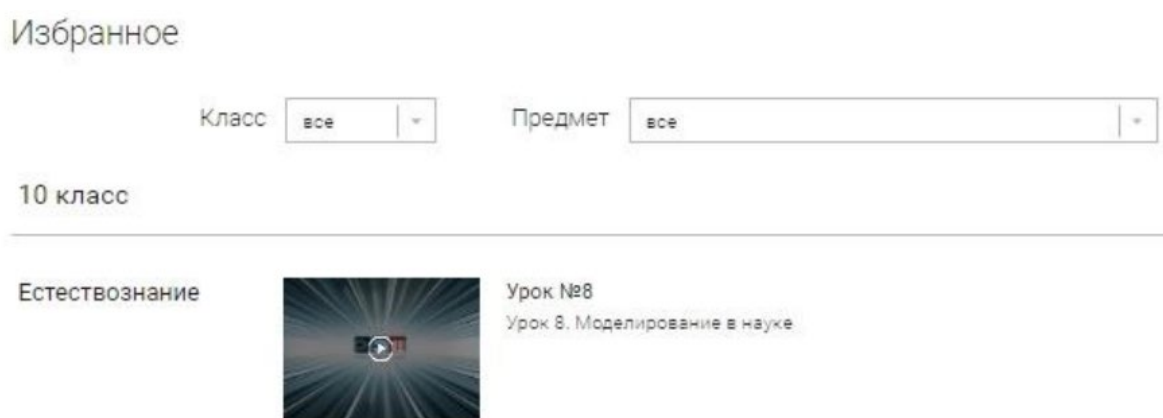 Избранное
Класс все Предмет все
10 класс
Естествознание Урок №8
Урок 8. Моделирование в науке